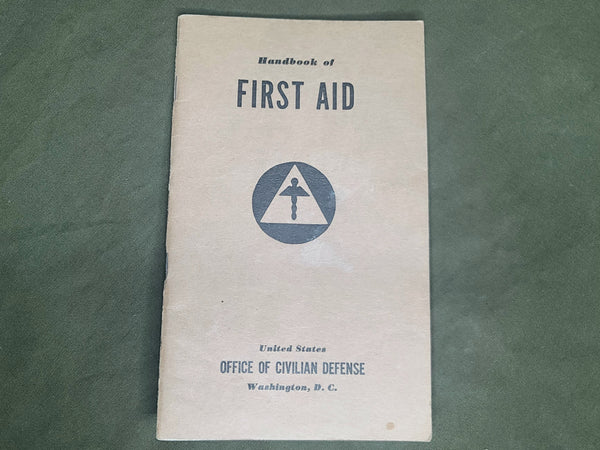 Handbook of
FIRST AID
United States
OFFICE OF CIVILIAN DEFENSE
Washington, D. C.